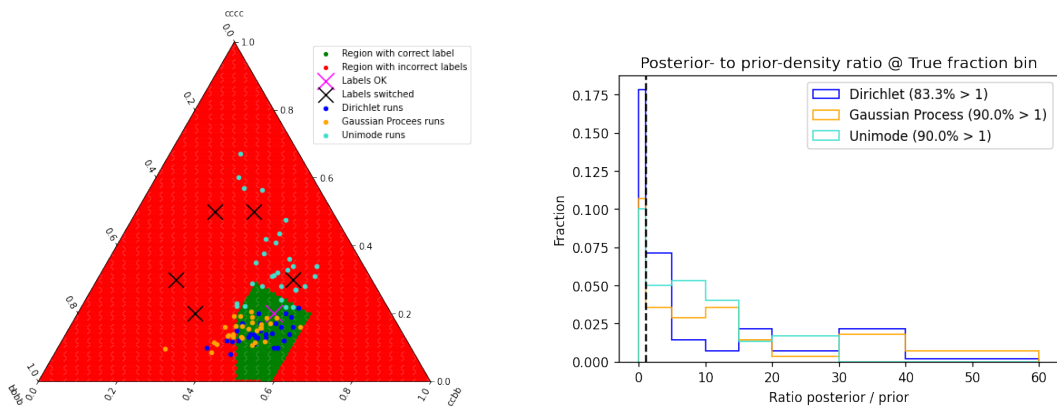 cccc
0.0
1.0
Region with correct label
Region with incorrect labels
Labels OK
Labels switched
Dirichlet runs
Gaussian Procees runs
Unimode runs
0.2
0.8
0.4
0.6
0.6
0.4
0.8
0.2
1.0
0.0
bbbb
0.0
0.2
0.4
0.6
0.8
1.0
ccbb
Posterior- to prior-density ratio @ True fraction bin
Dirichlet (83.3% > 1)
Gaussian Process (90.0% > 1)
Unimode (90.0% > 1)
Fraction
0.175
0.150
0.125
0.100
0.075
0.050
0.025
0.000
0
10
20
30
40
50
60
Ratio posterior / prior